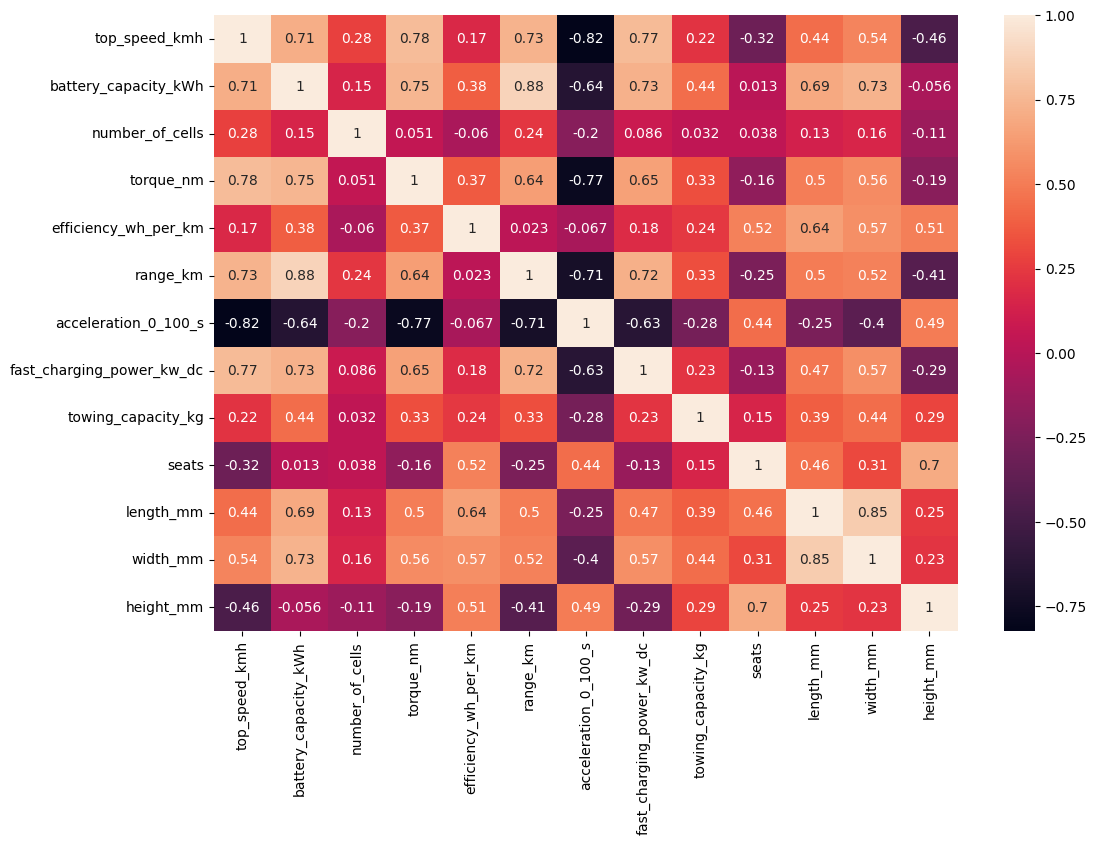 top_speed_kmh 1 0.71 0.28 0.78 0.17 0.73 -0.82 0.77 0.22 -0.32 0.44 0.54 -0.46
battery_capacity_kWh 0.71 1 0.15 0.75 0.38 0.88 -0.64 0.73 0.44 0.013 0.69 0.73 -0.056
number_of_cells 0.28 0.15 1 0.051 -0.06 0.24 -0.2 0.086 0.032 0.038 0.13 0.16 -0.11
torque_nm 0.78 0.75 0.051 1 0.37 0.64 -0.77 0.65 0.33 -0.16 0.5 0.56 -0.19
efficiency_wh_per_km 0.17 0.38 -0.06 0.37 1 0.023 -0.067 0.18 0.24 0.52 0.64 0.57 0.51
range_km 0.73 0.88 0.24 0.64 0.023 1 -0.71 0.72 0.33 -0.25 0.5 0.52 -0.41
acceleration_0_100_s -0.82 -0.64 -0.2 -0.77 -0.067 -0.71 1 -0.63 -0.28 0.44 -0.25 -0.4 0.49
fast_charging_power_kw_dc 0.77 0.73 0.086 0.65 0.18 0.72 -0.63 1 0.23 -0.13 0.47 0.57 -0.29
towing_capacity_kg 0.22 0.44 0.032 0.33 0.24 0.33 -0.28 0.23 1 0.15 0.39 0.44 0.29
seats -0.32 0.013 0.038 -0.16 0.52 -0.25 0.44 -0.13 0.15 1 0.46 0.31 0.7
length_mm 0.44 0.69 0.13 0.5 0.64 0.5 -0.25 0.47 0.39 0.46 1 0.85 0.25
width_mm 0.54 0.73 0.16 0.56 0.57 0.52 -0.4 0.57 0.44 0.31 0.85 1 0.23
height_mm -0.46 -0.056 -0.11 -0.19 0.51 -0.41 0.49 -0.29 0.29 0.7 0.25 0.23 1
top_speed_kmh
battery_capacity_kWh
number_of_cells
torque_nm
efficiency_wh_per_km
range_km
acceleration_0_100_s
fast_charging_power_kw_dc
towing_capacity_kg
seats
length_mm
width_mm
height_mm
1.00
0.75
0.50
0.25
0.00
-0.25
-0.50
-0.75